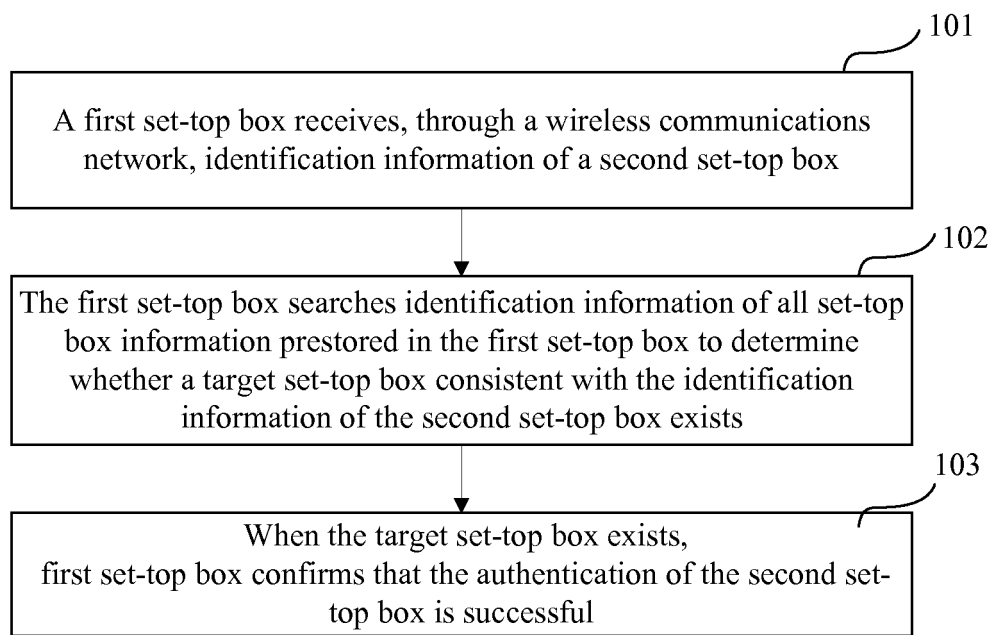 101
A first set-top box receives, through a wireless communications
network, identification information of a second set-top box
102
The first set-top box searches identification information of all set-top
box information prestored in the first set-top box to determine
whether a target set-top box consistent with the identification
information of the second set-top box exists
103
When the target set-top box exists,
first set-top box confirms that the authentication of the second set-
top box is successful